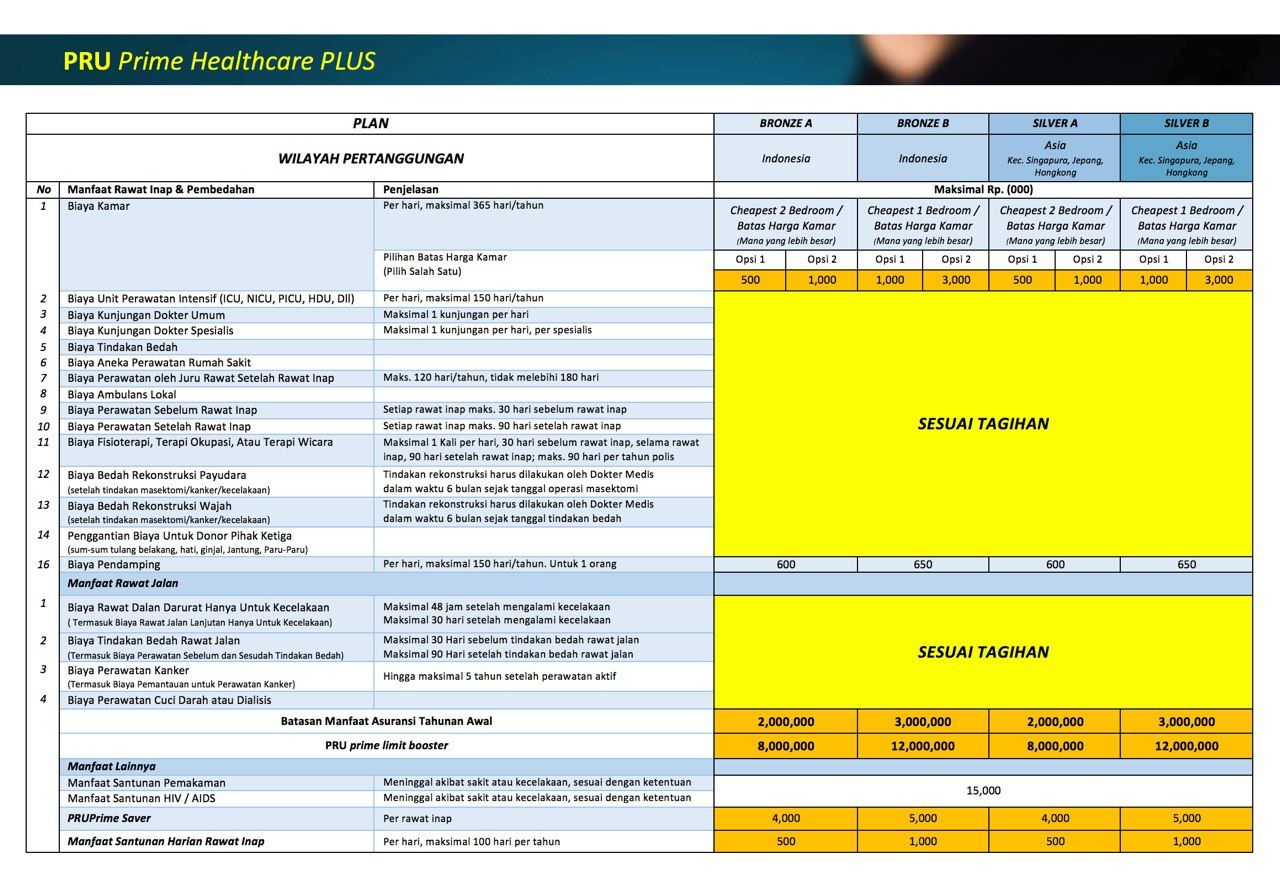 PRU Prime Healthcare PLUS
PLAN
BRONZE A
BRONZE B
SILVER A
SILVER B
WILAYAH PERTANGGUNGAN
Indonesia
Indonesia
Asia
Kec. Singapura, Jepang,
Hongkong
Asia
Kec. Singapura, Jepang,
Hongkong
No
Manfaat Rawat Inap & Pembedahan
Penjelasan
Maksimal Rp. (000)
1
Biaya Kamar
Per hari, maksimal 365 hari/tahun
Cheapest 2 Bedroom /
Batas Harga Kamar
(Mana yang lebih besar)
Cheapest 1 Bedroom /
Batas Harga Kamar
(Mana yang lebih besar)
Cheapest 2 Bedroom /
Batas Harga Kamar
(Mana yang lebih besar)
Cheapest 1 Bedroom /
Batas Harga Kamar
(Mana yang lebih besar)
Pilihan Batas Harga Kamar
(Pilih Salah Satu)
Opsi 1
Opsi 2
Opsi 1
Opsi 2
Opsi 1
Opsi 2
Opsi 1
Opsi 2
500
1,000
1,000
3,000
500
1,000
1,000
3,000
2
Biaya Unit Perawatan Intensif (ICU, NICU, PICU, HDU, Dll)
Per hari, maksimal 150 hari/tahun
3
Biaya Kunjungan Dokter Umum
Maksimal 1 kunjungan per hari
4
Biaya Kunjungan Dokter Spesialis
Maksimal 1 kunjungan per hari, per spesialis
5
Biaya Tindakan Bedah
6
Biaya Aneka Perawatan Rumah Sakit
7
Biaya Perawatan oleh Juru Rawat Setelah Rawat Inap
Maks. 120 hari/tahun, tidak melebihi 180 hari
8
Biaya Ambulans Lokal
9
Biaya Perawatan Sebelum Rawat Inap
Setiap rawat inap maks. 30 hari sebelum rawat inap
10
Biaya Perawatan Setelah Rawat Inap
Setiap rawat inap maks. 90 hari setelah rawat inap
11
Biaya Fisioterapi, Terapi Okupasi, Atau Terapi Wicara
Maksimal 1 Kali per hari, 30 hari sebelum rawat inap, selama rawat
inap, 90 hari setelah rawat inap; maks. 90 hari per tahun polis
12
Biaya Bedah Rekonstruksi Payudara
(setelah tindakan masektomi/kanker/kecelakaan)
Tindakan rekonstruksi harus dilakukan oleh Dokter Medis
dalam waktu 6 bulan sejak tanggal operasi masektomi
13
Biaya Bedah Rekonstruksi Wajah
(setelah tindakan masektomi/kanker/kecelakaan)
Tindakan rekonstruksi harus dilakukan oleh Dokter Medis
dalam waktu 6 bulan sejak tanggal tindakan bedah
14
Penggantian Biaya Untuk Donor Pihak Ketiga
(sum-sum tulang belakang, hati, ginjal, Jantung, Paru-Paru)
SESUAI TAGIHAN
16
Biaya Pendamping
Per hari, maksimal 150 hari/tahun. Untuk 1 orang
600
650
600
650
Manfaat Rawat Jalan
1
Biaya Rawat Dalan Darurat Hanya Untuk Kecelakaan
( Termasuk Biaya Rawat Jalan Lanjutan Hanya Untuk Kecelakaan)
Maksimal 48 jam setelah mengalami kecelakaan
Maksimal 30 hari setelah mengalami kecelakaan
2
Biaya Tindakan Bedah Rawat Jalan
(Termasuk Biaya Perawatan Sebelum dan Sesudah Tindakan Bedah)
Maksimal 30 Hari sebelum tindakan bedah rawat jalan
Maksimal 90 Hari setelah tindakan bedah rawat jalan
3
Biaya Perawatan Kanker
(Termasuk Biaya Pemantauan untuk Perawatan Kanker)
Hingga maksimal 5 tahun setelah perawatan aktif
4
Biaya Perawatan Cuci Darah atau Dialisis
SESUAI TAGIHAN
Batasan Manfaat Asuransi Tahunan Awal
2,000,000
3,000,000
2,000,000
3,000,000
PRU prime limit booster
8,000,000
12,000,000
8,000,000
12,000,000
Manfaat Lainnya
Manfaat Santunan Pemakaman
Meninggal akibat sakit atau kecelakaan, sesuai dengan ketentuan
Manfaat Santunan HIV / AIDS
Meninggal akibat sakit atau kecelakaan, sesuai dengan ketentuan
15,000
PRUPrime Saver
Per rawat inap
4,000
5,000
4,000
5,000
Manfaat Santunan Harian Rawat Inap
Per hari, maksimal 100 hari per tahun
500
1,000
500
1,000